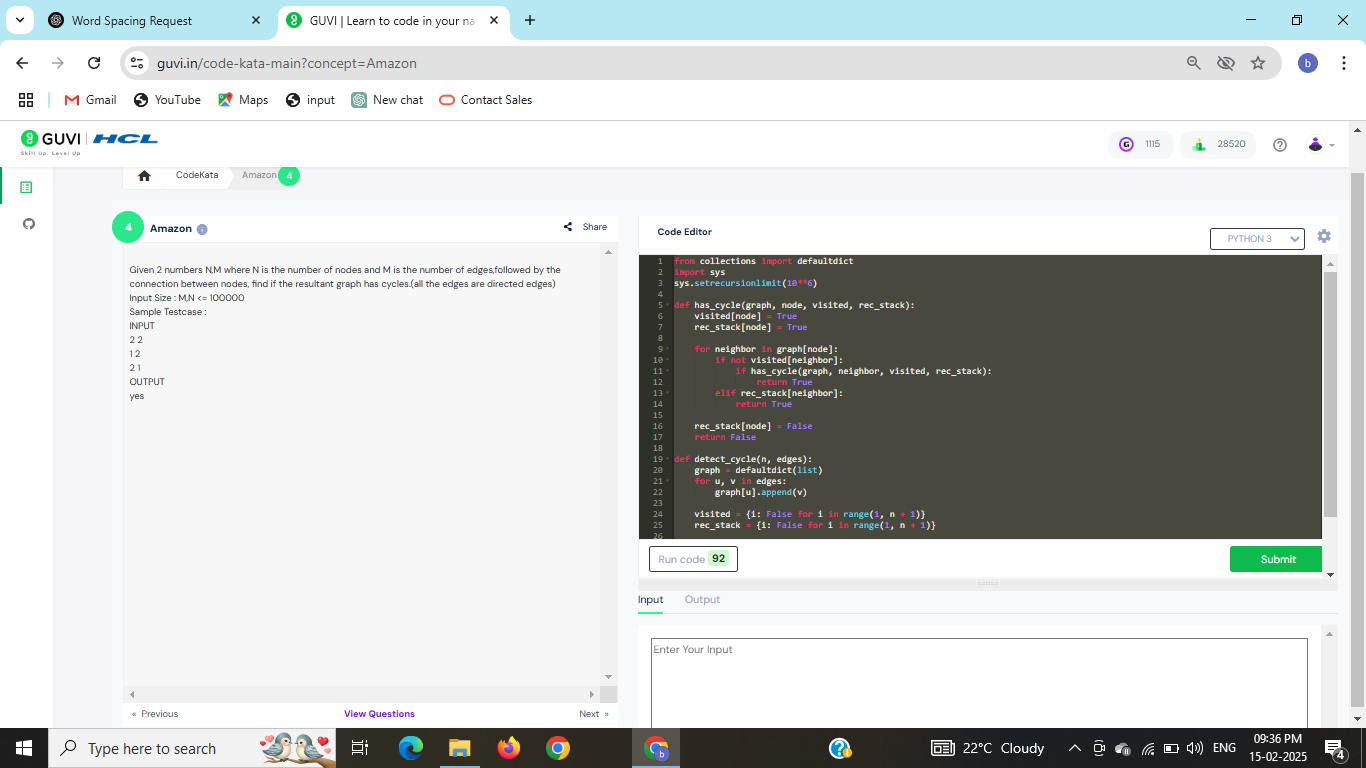 Word Spacing Request
GUVI | Learn to code in your na
guvi.in/code-kata-main?concept=Amazon
b
Gmail
YouTube
Maps
input
New chat
Contact Sales
GUVI
HCL
Skill Up. Level Up
G 1115
28520
CodeKata
Amazon
4
4
Amazon
Share
Given 2 numbers N,M where N is the number of nodes and M is the number of edges,followed by the
connection between nodes, find if the resultant graph has cycles.(all the edges are directed edges)
Input Size : M,N <= 100000
Sample Testcase :
INPUT
2 2
1 2
2 1
OUTPUT
yes
« Previous
View Questions
Next »
Code Editor
PYTHON 3
1 from collections import defaultdict
2 import sys
3 sys.setrecursionlimit(10**6)
4
5 def has_cycle(graph, node, visited, rec_stack):
6 visited[node] = True
7 rec_stack[node] = True
8
9 for neighbor in graph[node]:
10 if not visited[neighbor]:
11 if has_cycle(graph, neighbor, visited, rec_stack):
12 return True
13 elif rec_stack[neighbor]:
14 return True
15
16 rec_stack[node] = False
17 return False
18
19 def detect_cycle(n, edges):
20 graph = defaultdict(list)
21 for u, v in edges:
22 graph[u].append(v)
23
24 visited = {i: False for i in range(1, n + 1)}
25 rec_stack = {i: False for i in range(1, n + 1)}
26
Run code 92
Submit
Input
Output
Enter Your Input
Type here to search
22°C Cloudy
ENG
09:36 PM
15-02-2025
4